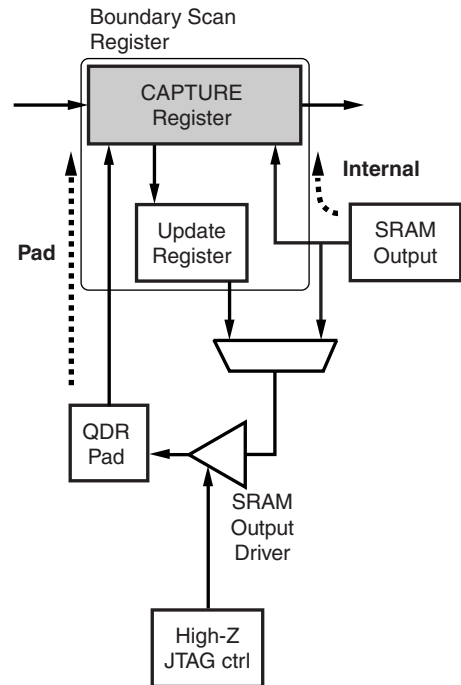 Boundary Scan
Register
CAPTURE
Register
Internal
Pad
Update
Register
SRAM
Output
QDR
Pad
SRAM
Output
Driver
High-Z
JTAG ctrl